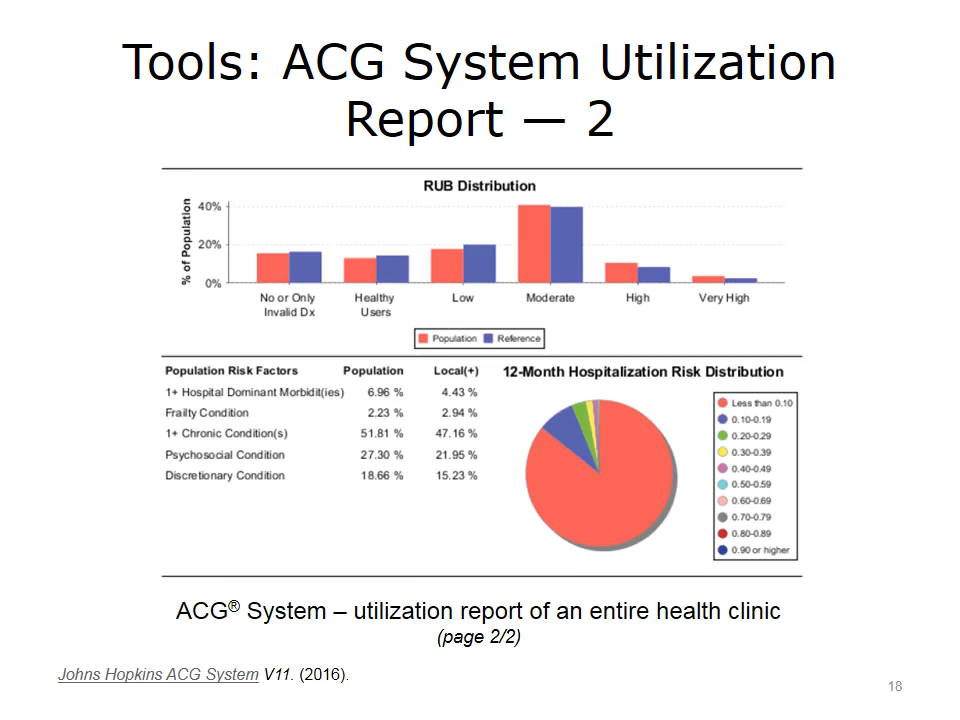 Tools: ACG System Utilization
Report — 2
RUB Distribution
% of Population
40%
20%
0%
No or Only
Invalid Dx
Healthy
Users
Low
Moderate
High
Very High
Population
Reference
Population Risk Factors Population Local(+)
1+ Hospital Dominant Morbidit(ies) 6.96 % 4.43 %
Frailty Condition 2.23 % 2.94 %
1+ Chronic Condition(s) 51.81 % 47.16 %
Psychosocial Condition 27.30 % 21.95 %
Discretionary Condition 18.66 % 15.23 %
12-Month Hospitalization Risk Distribution
Less than 0.10
0.10-0.19
0.20-0.29
0.30-0.39
0.40-0.49
0.50-0.59
0.60-0.69
0.70-0.79
0.80-0.89
0.90 or higher
ACG® System – utilization report of an entire health clinic
(page 2/2)
Johns Hopkins ACG System V11. (2016).
18